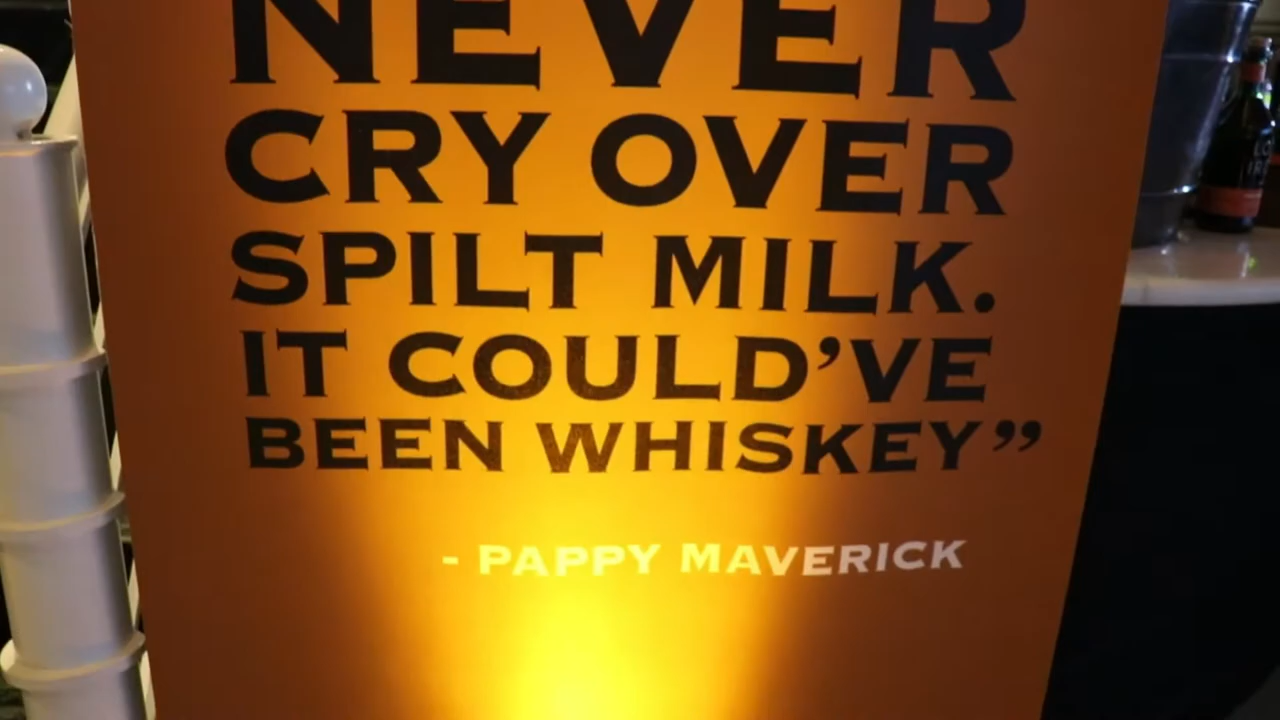 NEVER
CRY OVER
SPILT MILK.
IT COULD’VE
BEEN WHISKEY”
- PAPPY MAVERICK